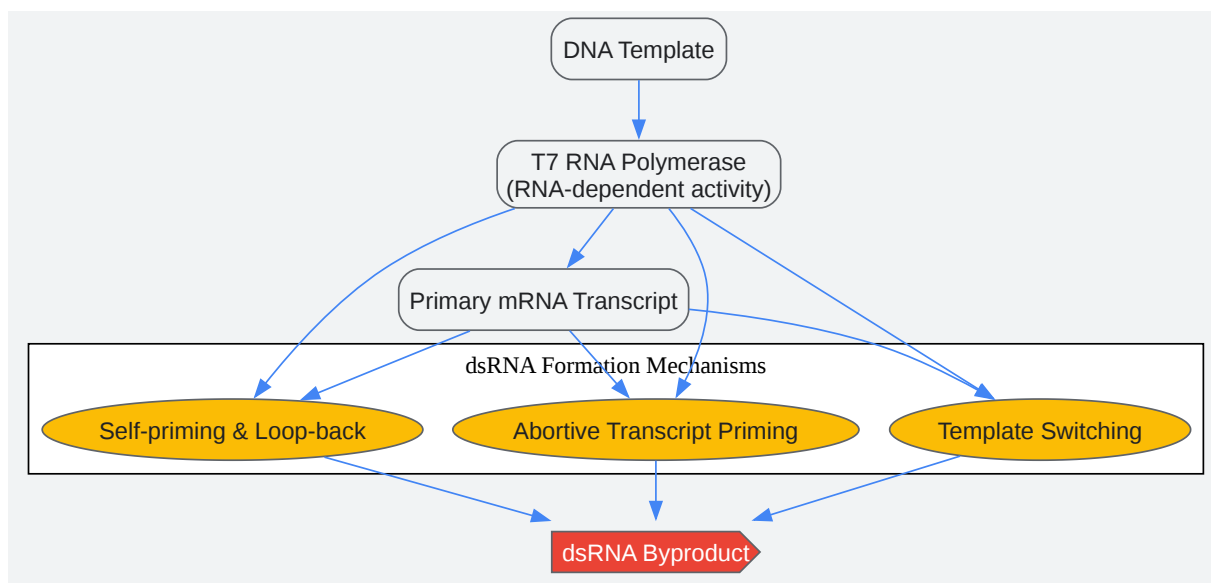 DNA Template
T7 RNA Polymerase
(RNA-dependent activity)
Primary mRNA Transcript
dsRNA Formation Mechanisms
Self-priming & Loop-back
Abortive Transcript Priming
Template Switching
dsRNA Byproduct